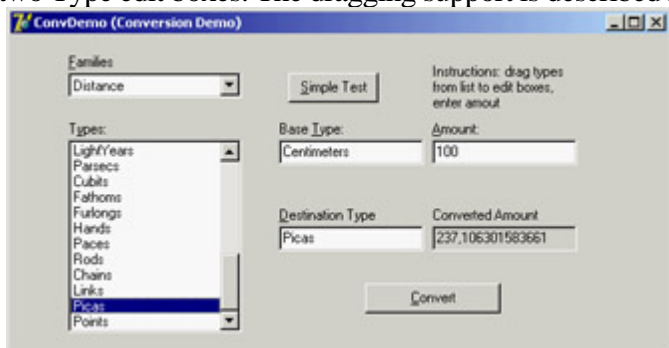 two Type edit boxes. The dragging support is described
ConvDemo (Conversion Demo)
Families
Distance
Simple Test
Instructions: drag types
from list to edit boxes,
enter amout
Types:
LightYears
Parsecs
Cubits
Fathoms
Furlongs
Hands
Paces
Rods
Chains
Links
Picas
Points
Base Type:
Centimeters
Amount:
100
Destination Type
Picas
Converted Amount
237,106301583661
Convert